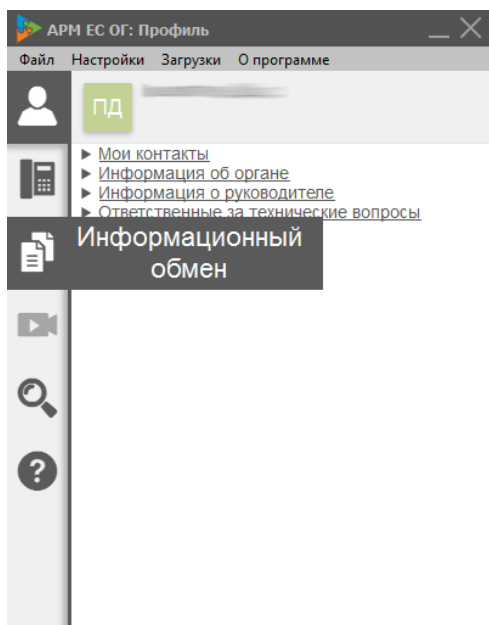 АРМ ЕС ОГ: Профиль
Файл Настройки Загрузки О программе
ПД
Мои контакты
Информация об органе
Информация о руководителе
Ответственные за технические вопросы
Информационный
обмен
?